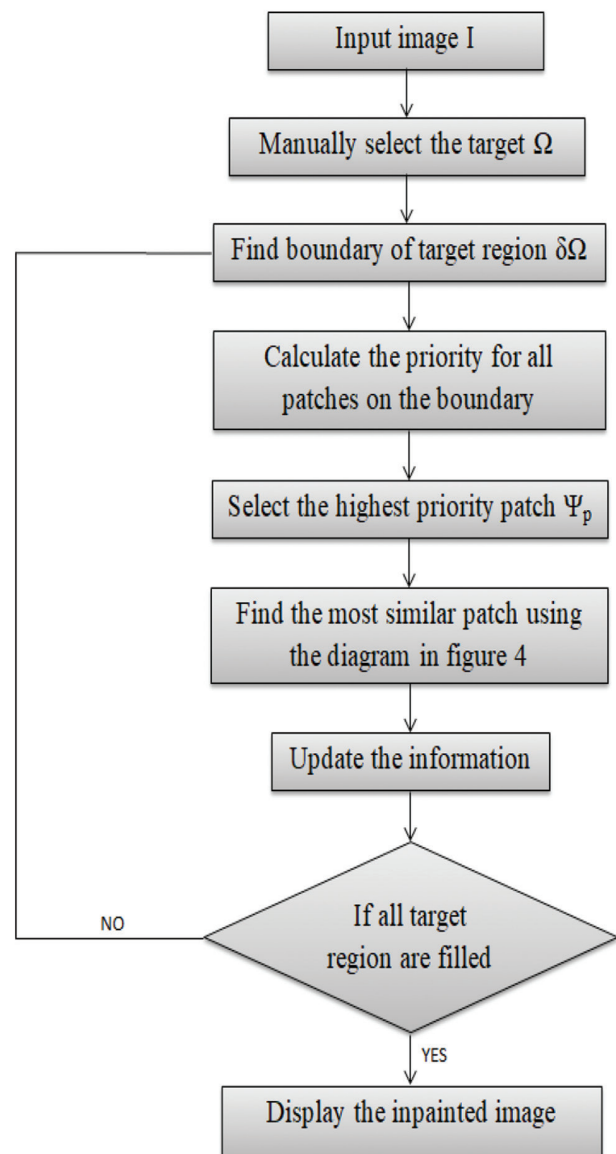 Input image I
Manually select the target Ω
Find boundary of target region δΩ
Calculate the priority for all
patches on the boundary
Select the highest priority patch Ψp
Find the most similar patch using
the diagram in figure 4
Update the information
If all target
region are filled
NO
YES
Display the inpainted image